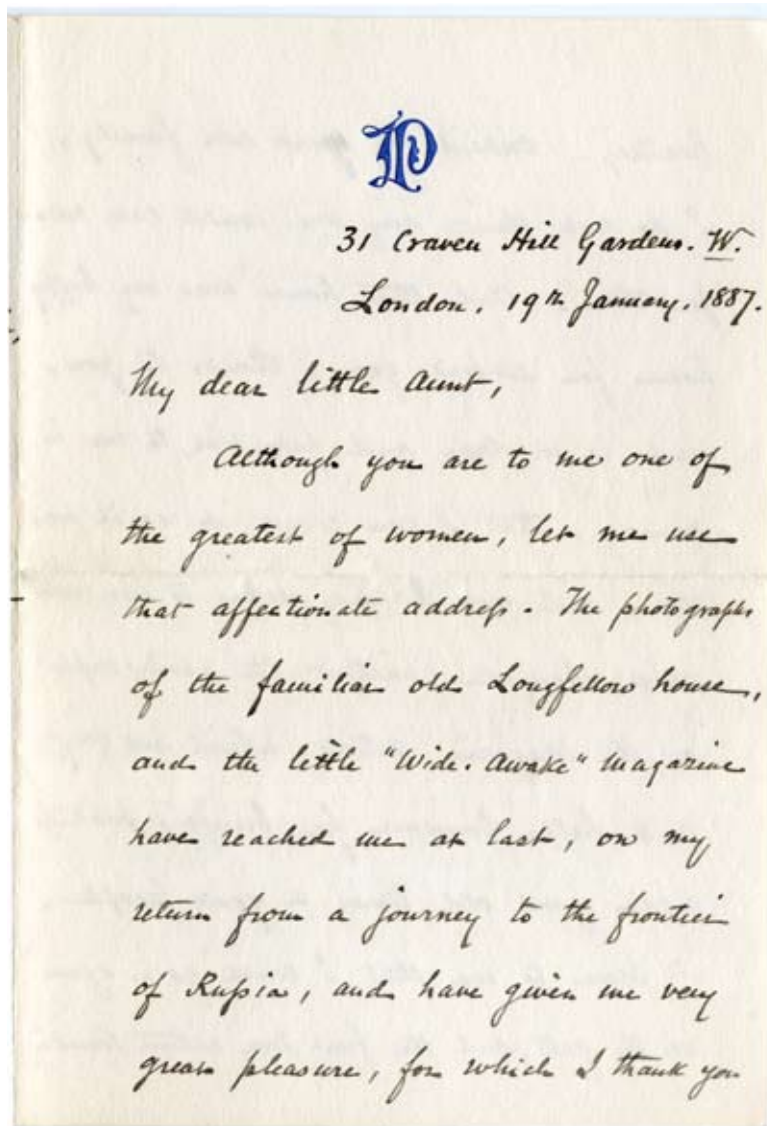 31 Craven Hill Gardens. W.
London. 19th January. 1887.
My dear little Aunt,
Although you are to me one of
the greatest of women, let me use
that affectionate address. The photographs
of the familiar old Longfellow house,
and the little "Wide. Awake" magazine
have reached me at last, on my
return from a journey to the frontier
of Russia, and have given me very
great pleasure, for which I thank you